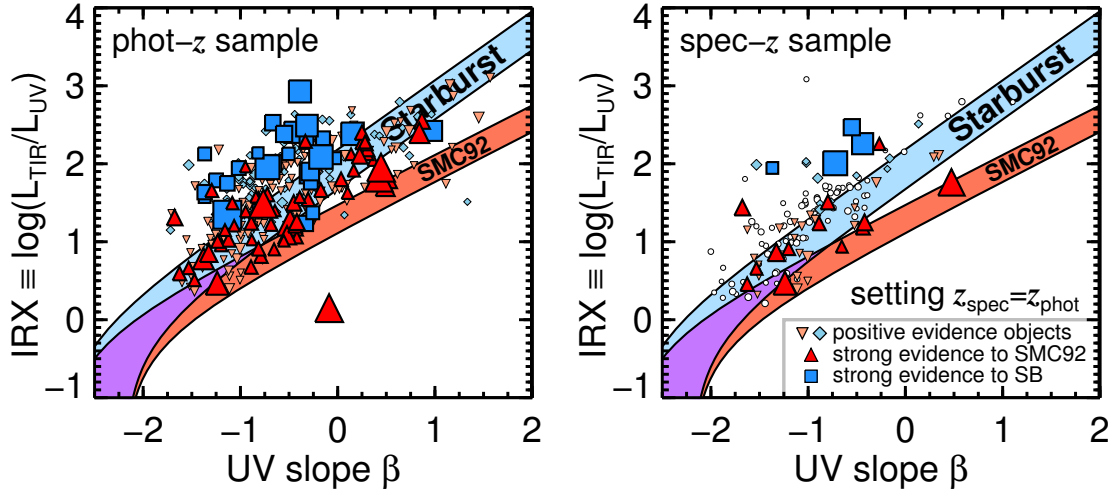 phot−z sample
Starburst
SMC92
IRX ≡ log(L_TIR/L_UV)
4
3
2
1
0
−1
−2 −1 0 1 2
UV slope β
spec−z sample
Starburst
SMC92
setting z_spec=z_phot
positive evidence objects
strong evidence to SMC92
strong evidence to SB
IRX ≡ log(L_TIR/L_UV)
4
3
2
1
0
−1
−2 −1 0 1 2
UV slope β